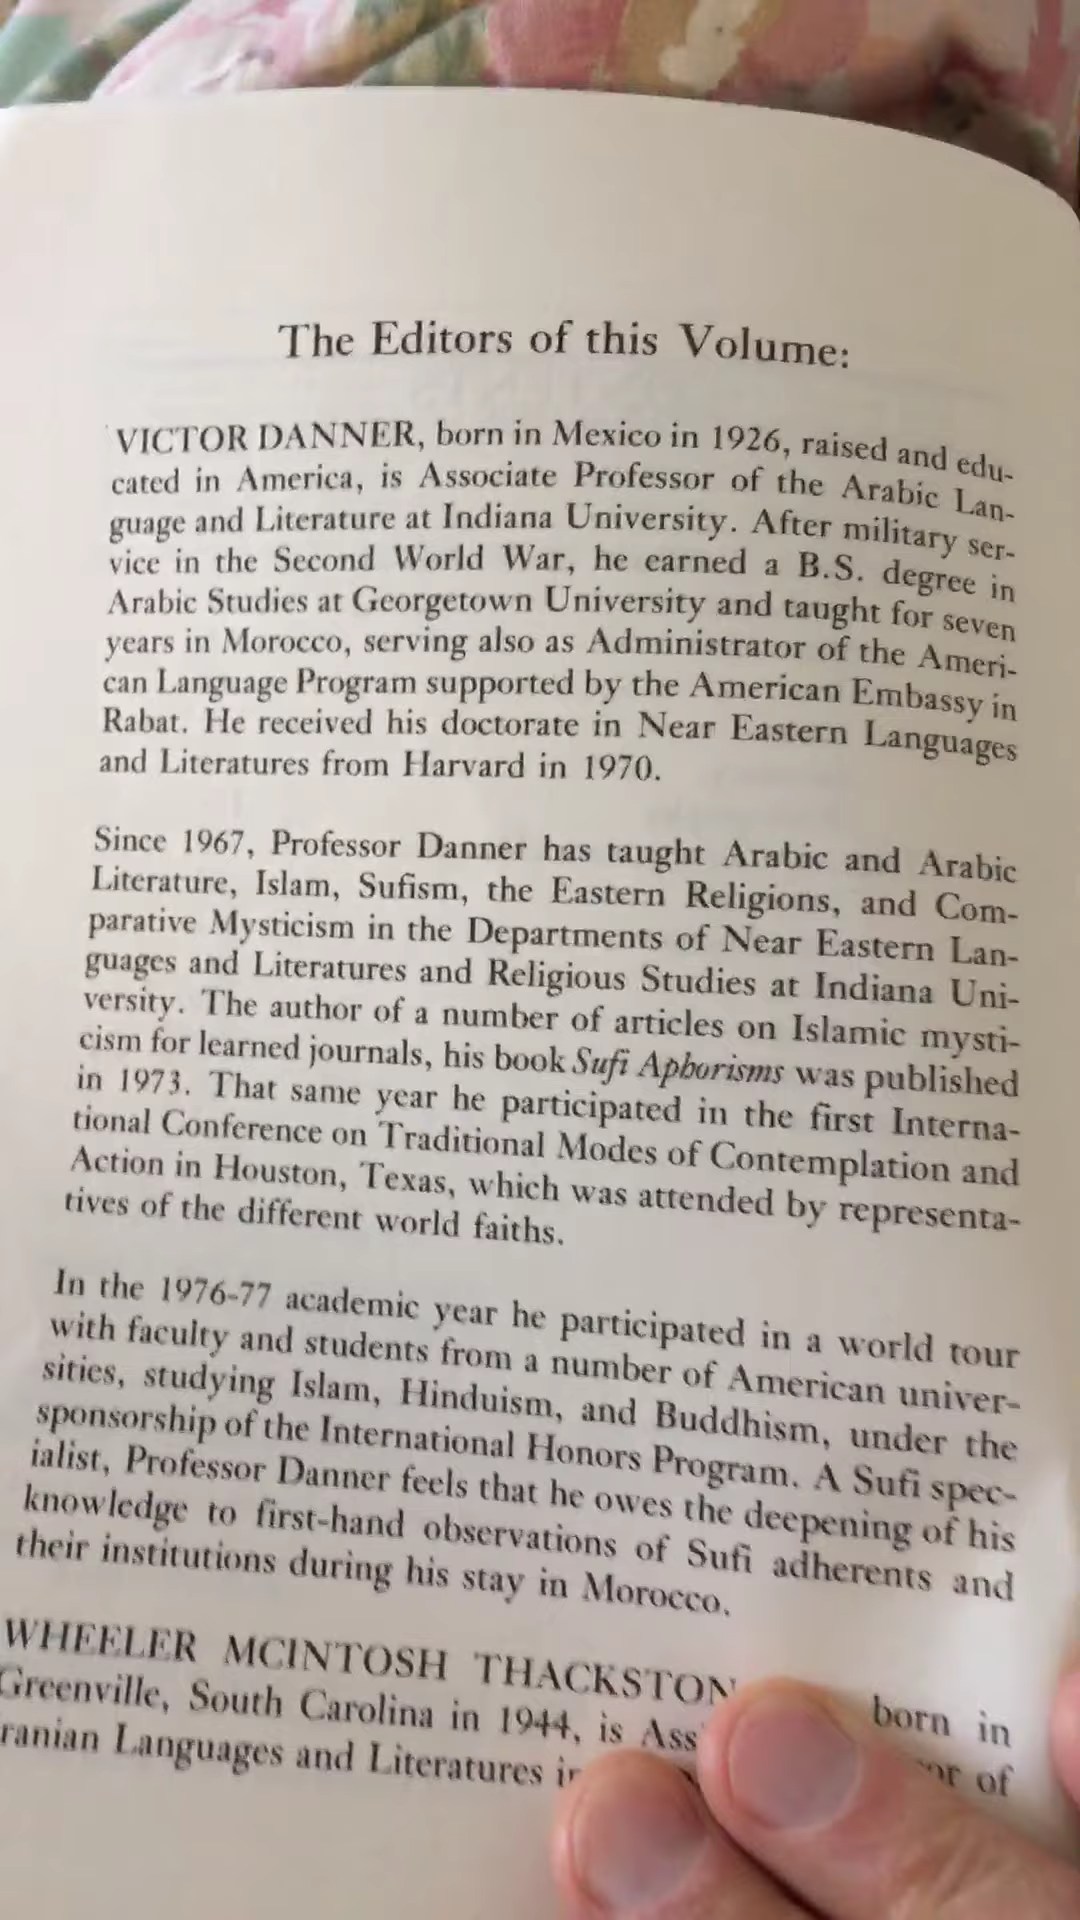 The Editors of this Volume:
VICTOR DANNER, born in Mexico in 1926, raised and edu-
cated in America, is Associate Professor of the Arabic Lan-
guage and Literature at Indiana University. After military ser-
vice in the Second World War, he earned a B.S. degree in
Arabic Studies at Georgetown University and taught for seven
years in Morocco, serving also as Administrator of the Ameri-
can Language Program supported by the American Embassy in
Rabat. He received his doctorate in Near Eastern Languages
and Literatures from Harvard in 1970.
Since 1967, Professor Danner has taught Arabic and Arabic
Literature, Islam, Sufism, the Eastern Religions, and Com-
parative Mysticism in the Departments of Near Eastern Lan-
guages and Literatures and Religious Studies at Indiana Uni-
versity. The author of a number of articles on Islamic mysti-
cism for learned journals, his book Sufi Aphorisms was published
in 1973. That same year he participated in the first Interna-
tional Conference on Traditional Modes of Contemplation and
Action in Houston, Texas, which was attended by representa-
tives of the different world faiths.
In the 1976-77 academic year he participated in a world tour
with faculty and students from a number of American univer-
sities, studying Islam, Hinduism, and Buddhism, under the
sponsorship of the International Honors Program. A Sufi spec-
ialist, Professor Danner feels that he owes the deepening of his
knowledge to first-hand observations of Sufi adherents and
their institutions during his stay in Morocco.
WHEELER MCINTOSH THACKSTON born in
Greenville, South Carolina in 1944, is of
Languages and Literatures